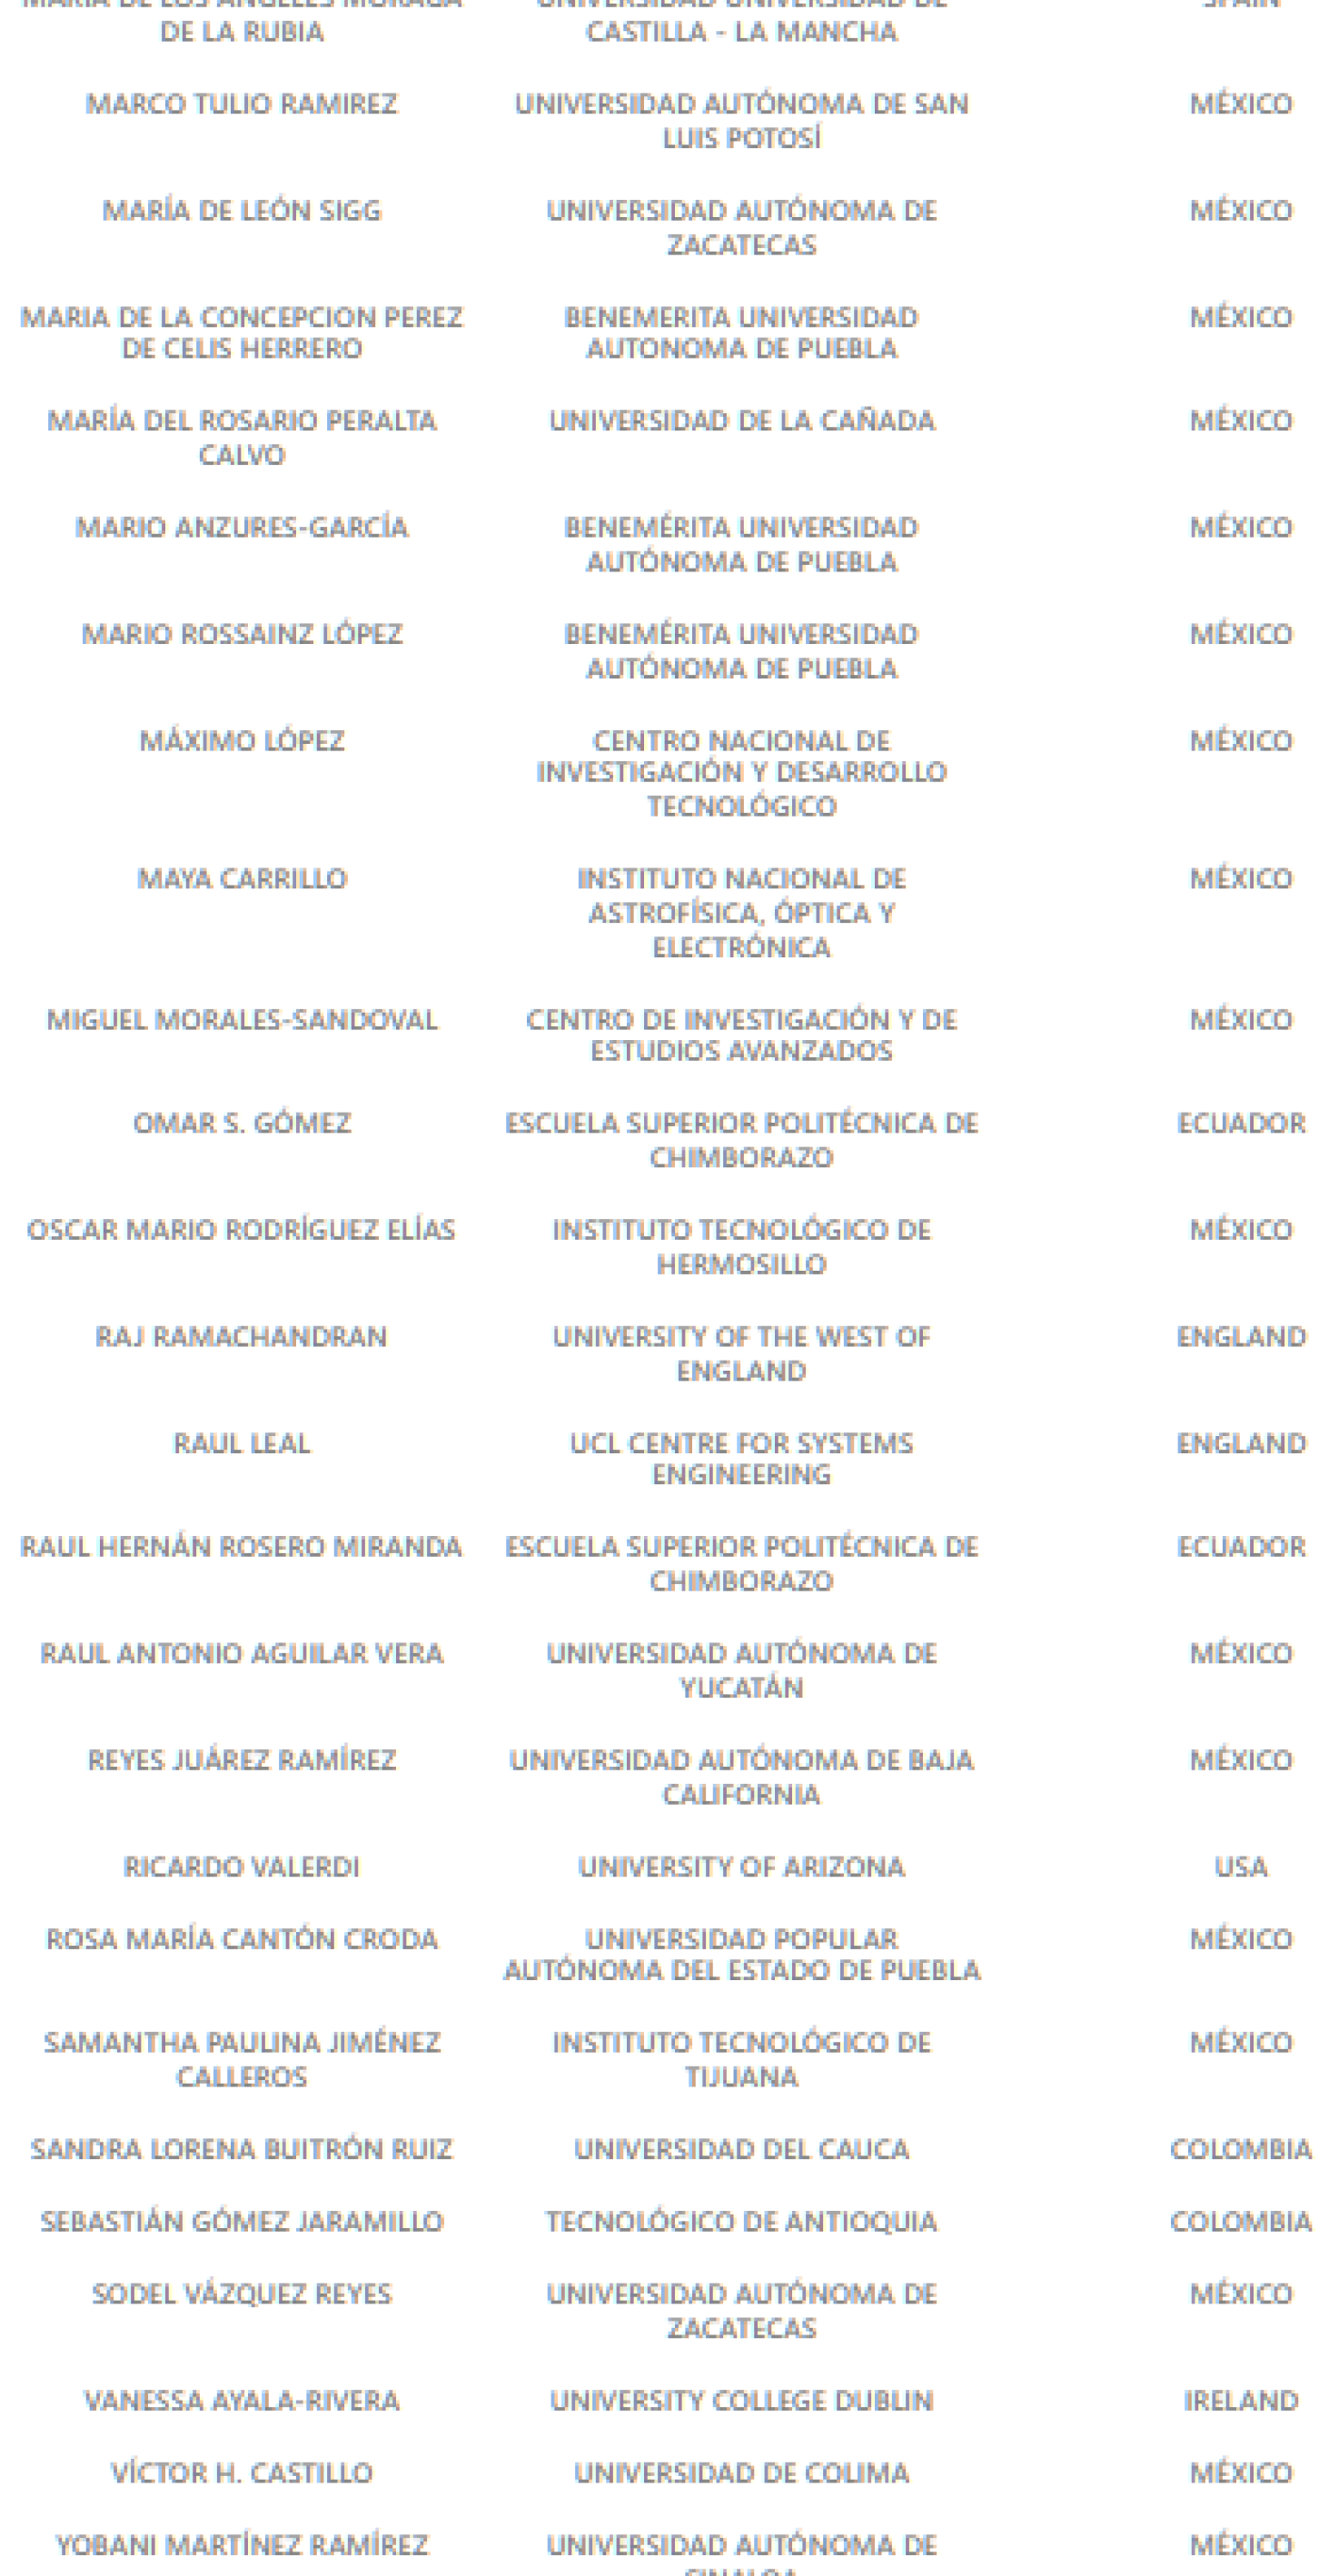 MARIA DE LOS ANGELES MORAGA UNIVERSIDAD UNIVERSIDAD DE SPAIN
DE LA RUBIA CASTILLA - LA MANCHA
MARCO TULIO RAMIREZ UNIVERSIDAD AUTÓNOMA DE SAN MÉXICO
LUIS POTOSÍ
MARÍA DE LEÓN SIGG UNIVERSIDAD AUTÓNOMA DE MÉXICO
ZACATECAS
MARIA DE LA CONCEPCION PEREZ BENEMERITA UNIVERSIDAD MÉXICO
DE CELIS HERRERO AUTONOMA DE PUEBLA
MARÍA DEL ROSARIO PERALTA UNIVERSIDAD DE LA CAÑADA MÉXICO
CALVO
MARIO ANZURES-GARCÍA BENEMÉRITA UNIVERSIDAD MÉXICO
AUTÓNOMA DE PUEBLA
MARIO ROSSAINZ LÓPEZ BENEMÉRITA UNIVERSIDAD MÉXICO
AUTÓNOMA DE PUEBLA
MÁXIMO LÓPEZ CENTRO NACIONAL DE MÉXICO
INVESTIGACIÓN Y DESARROLLO
TECNOLÓGICO
MAYA CARRILLO INSTITUTO NACIONAL DE MÉXICO
ASTROFÍSICA, ÓPTICA Y
ELECTRÓNICA
MIGUEL MORALES-SANDOVAL CENTRO DE INVESTIGACIÓN Y DE MÉXICO
ESTUDIOS AVANZADOS
OMAR S. GÓMEZ ESCUELA SUPERIOR POLITÉCNICA DE ECUADOR
CHIMBORAZO
OSCAR MARIO RODRÍGUEZ ELÍAS INSTITUTO TECNOLÓGICO DE MÉXICO
HERMOSILLO
RAJ RAMACHANDRAN UNIVERSITY OF THE WEST OF ENGLAND
ENGLAND
RAUL LEAL UCL CENTRE FOR SYSTEMS ENGLAND
ENGINEERING
RAUL HERNÁN ROSERO MIRANDA ESCUELA SUPERIOR POLITÉCNICA DE ECUADOR
CHIMBORAZO
RAUL ANTONIO AGUILAR VERA UNIVERSIDAD AUTÓNOMA DE MÉXICO
YUCATÁN
REYES JUÁREZ RAMÍREZ UNIVERSIDAD AUTÓNOMA DE BAJA MÉXICO
CALIFORNIA
RICARDO VALERDI UNIVERSITY OF ARIZONA USA
ROSA MARÍA CANTÓN CRODA UNIVERSIDAD POPULAR MÉXICO
AUTÓNOMA DEL ESTADO DE PUEBLA
SAMANTHA PAULINA JIMÉNEZ INSTITUTO TECNOLÓGICO DE MÉXICO
CALLEROS TIJUANA
SANDRA LORENA BUITRÓN RUIZ UNIVERSIDAD DEL CAUCA COLOMBIA
SEBASTIÁN GÓMEZ JARAMILLO TECNOLÓGICO DE ANTIOQUIA COLOMBIA
SODEL VÁZQUEZ REYES UNIVERSIDAD AUTÓNOMA DE MÉXICO
ZACATECAS
VANESSA AYALA-RIVERA UNIVERSITY COLLEGE DUBLIN IRELAND
VÍCTOR H. CASTILLO UNIVERSIDAD DE COLIMA MÉXICO
YOBANI MARTÍNEZ RAMÍREZ UNIVERSIDAD AUTÓNOMA DE MÉXICO
SINALOA